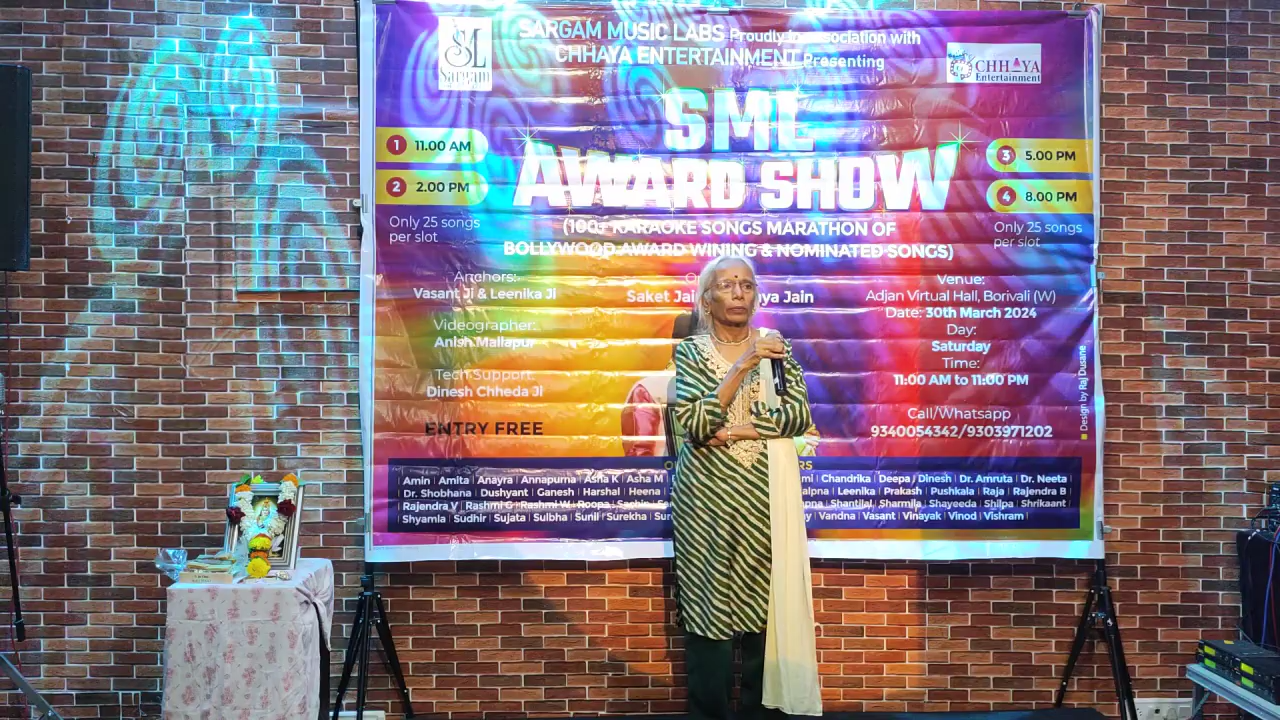 SL
Sargam
SARGAM MUSIC LABS Proudly in association with
CHHAYA ENTERTAINMENT Presenting
CHHAYA
Entertainment
SML
AWARD SHOW
(100+ KARAOKE SONGS MARATHON OF
BOLLYWOOD AWARD WINING & NOMINATED SONGS)
1 11.00 AM
2 2.00 PM
Only 25 songs
per slot
3 5.00 PM
4 8.00 PM
Only 25 songs
per slot
Anchors:
Vasant Ji & Leenika Ji
Videographer:
Anish Mallapur
Tech Support:
Dinesh Chheda Ji
ENTRY FREE
Saket Jain Jain
Venue:
Adjan Virtual Hall, Borivali (W)
Date: 30th March 2024
Day:
Saturday
Time:
11:00 AM to 11:00 PM
Call/Whatsapp
9340054342/9303971202
Design by Raj Dusane
Amin Amita Anayra Annapurna Asha K Asha M Chandrika Deepa Dinesh Dr. Amruta Dr. Neeta
Dr. Shobhana Dushyant Ganesh Harshal Heena Leenika Prakash Pushkala Raja Rajendra B
Rajendra V Rashmi G Rashmi W Roopa Sachin Shantilal Sharmila Shayeeda Shilpa Shrikaant
Shyamla Sudhir Sujata Sulbha Sunil Surekha Vandna Vasant Vinayak Vinod Vishram